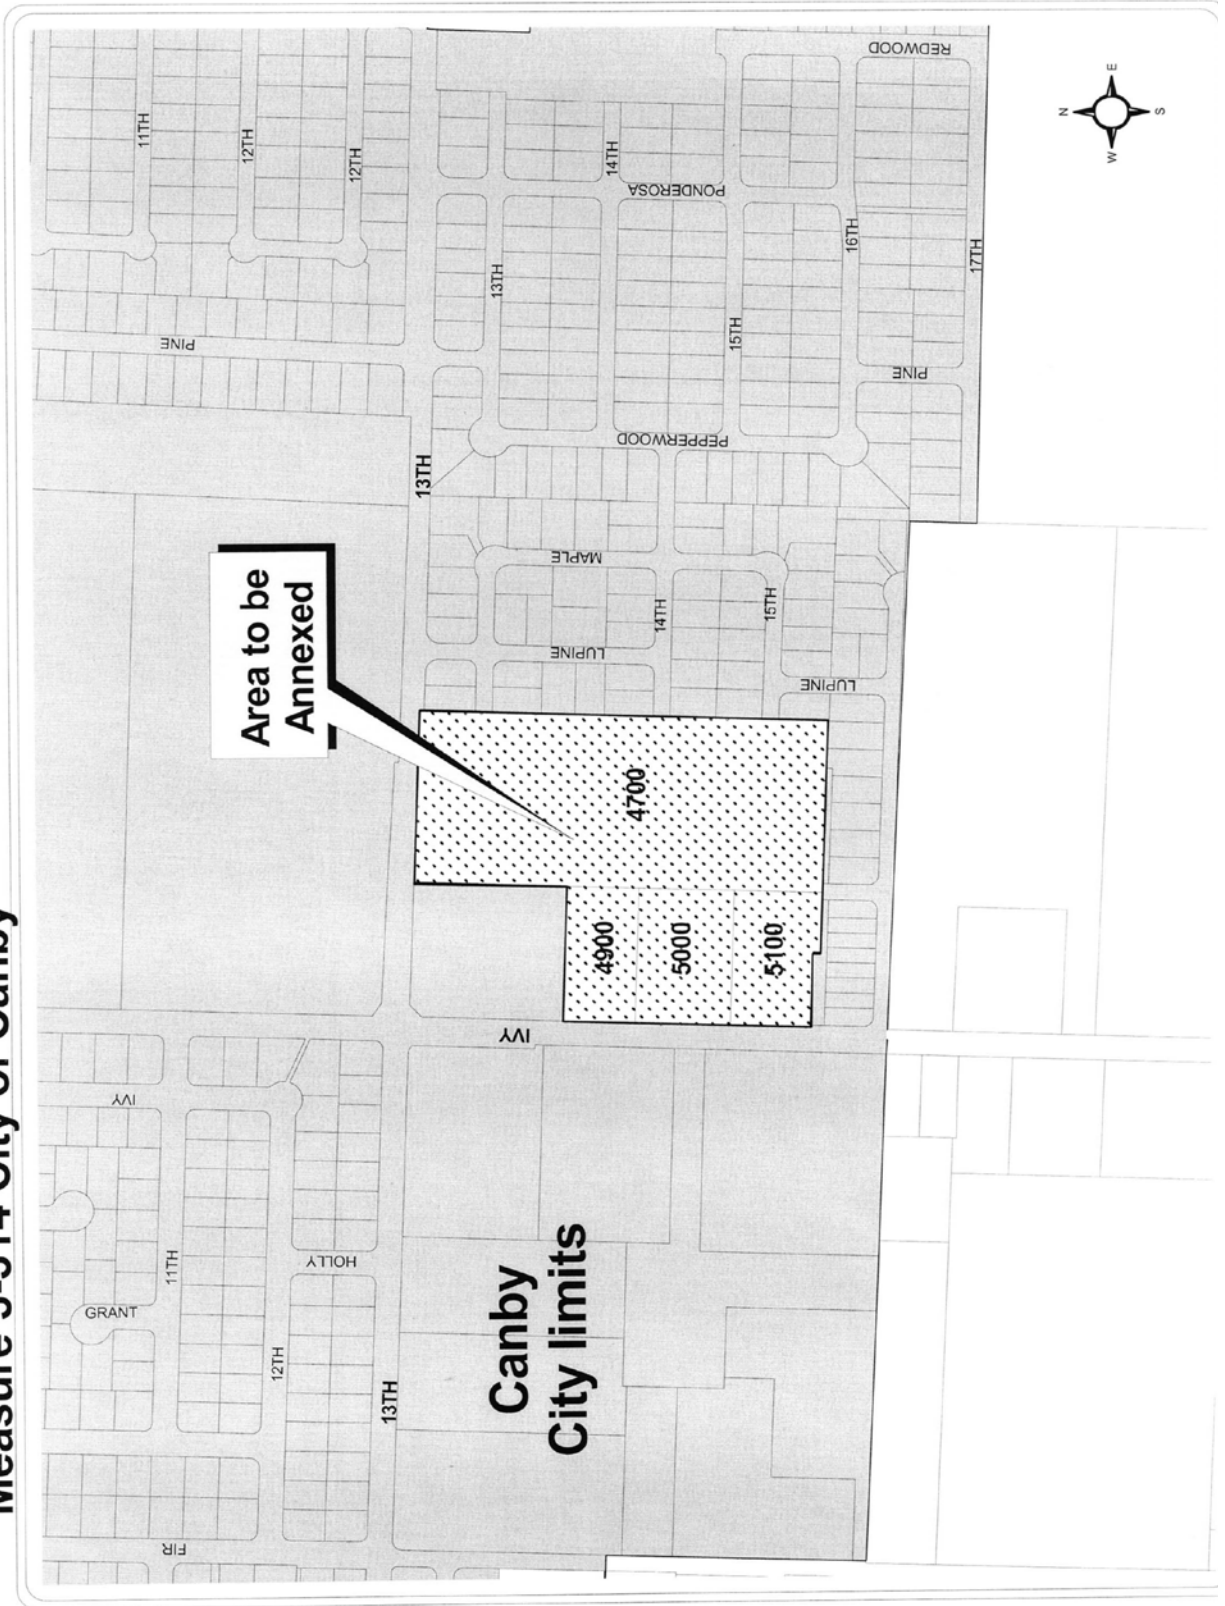 Measure
City of Canby
GRANT
IVY
11TH
11TH
FIR
12TH
12TH
PINE
HOLLY
12TH
Area to be
Annexed
13TH
13TH
13TH
Canby
City limits
IVY
13TH
4900
5000
5100
4700
LUPINE
MAPLE
14TH
14TH
PEPPERWOOD
PONDEROSA
15TH
15TH
LUPINE
16TH
PINE
REDWOOD
17TH
N
W
E
S